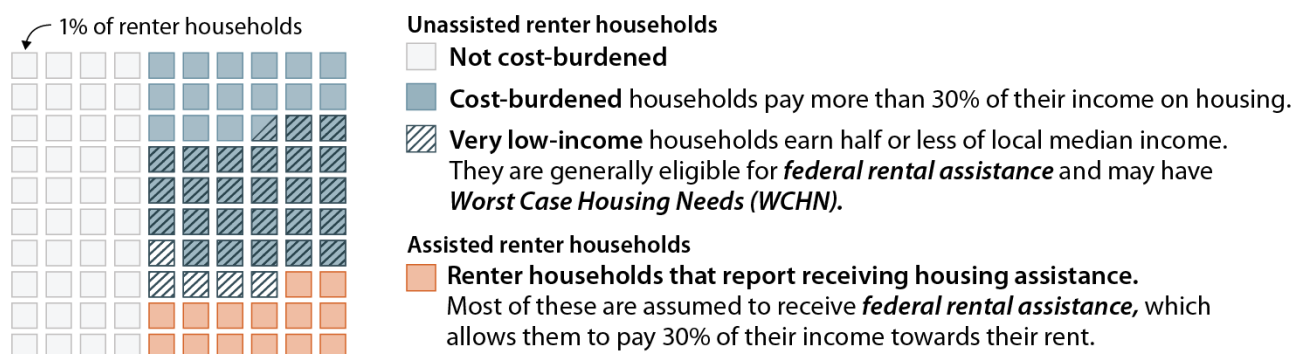 1% of renter households
Unassisted renter households
Not cost-burdened
Cost-burdened households pay more than 30% of their income on housing.
Very low-income households earn half or less of local median income.
They are generally eligible for federal rental assistance and may have
Worst Case Housing Needs (WCHN).
Assisted renter households
Renter households that report receiving housing assistance.
Most of these are assumed to receive federal rental assistance, which
allows them to pay 30% of their income towards their rent.